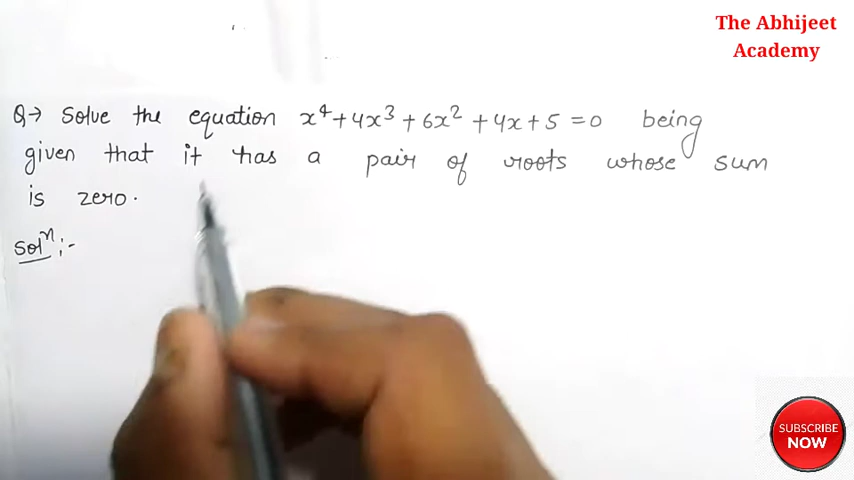 The Abhijeet
Academy
Q→ Solve the equation x⁴+4x³+6x²+4x+5=0 being
given that it has a pair of roots whose sum
is zero.
Solⁿ:-
SUBSCRIBE
NOW